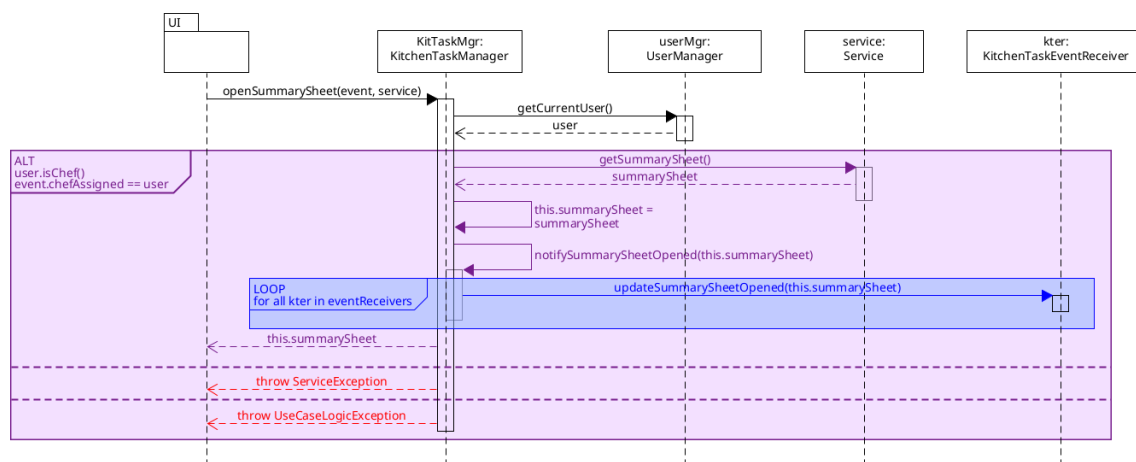 UI
KitTaskMgr:
KitchenTaskManager
userMgr:
UserManager
service:
Service
kter:
KitchenTaskEventReceiver
openSummarySheet(event, service)
getCurrentUser()
user
ALT
user.isChef()
event.chefAssigned == user
getSummarySheet()
summarySheet
this.summarySheet =
summarySheet
notifySummarySheetOpened(this.summarySheet)
LOOP
for all kter in eventReceivers
updateSummarySheetOpened(this.summarySheet)
this.summarySheet
throw ServiceException
throw UseCaseLogicException